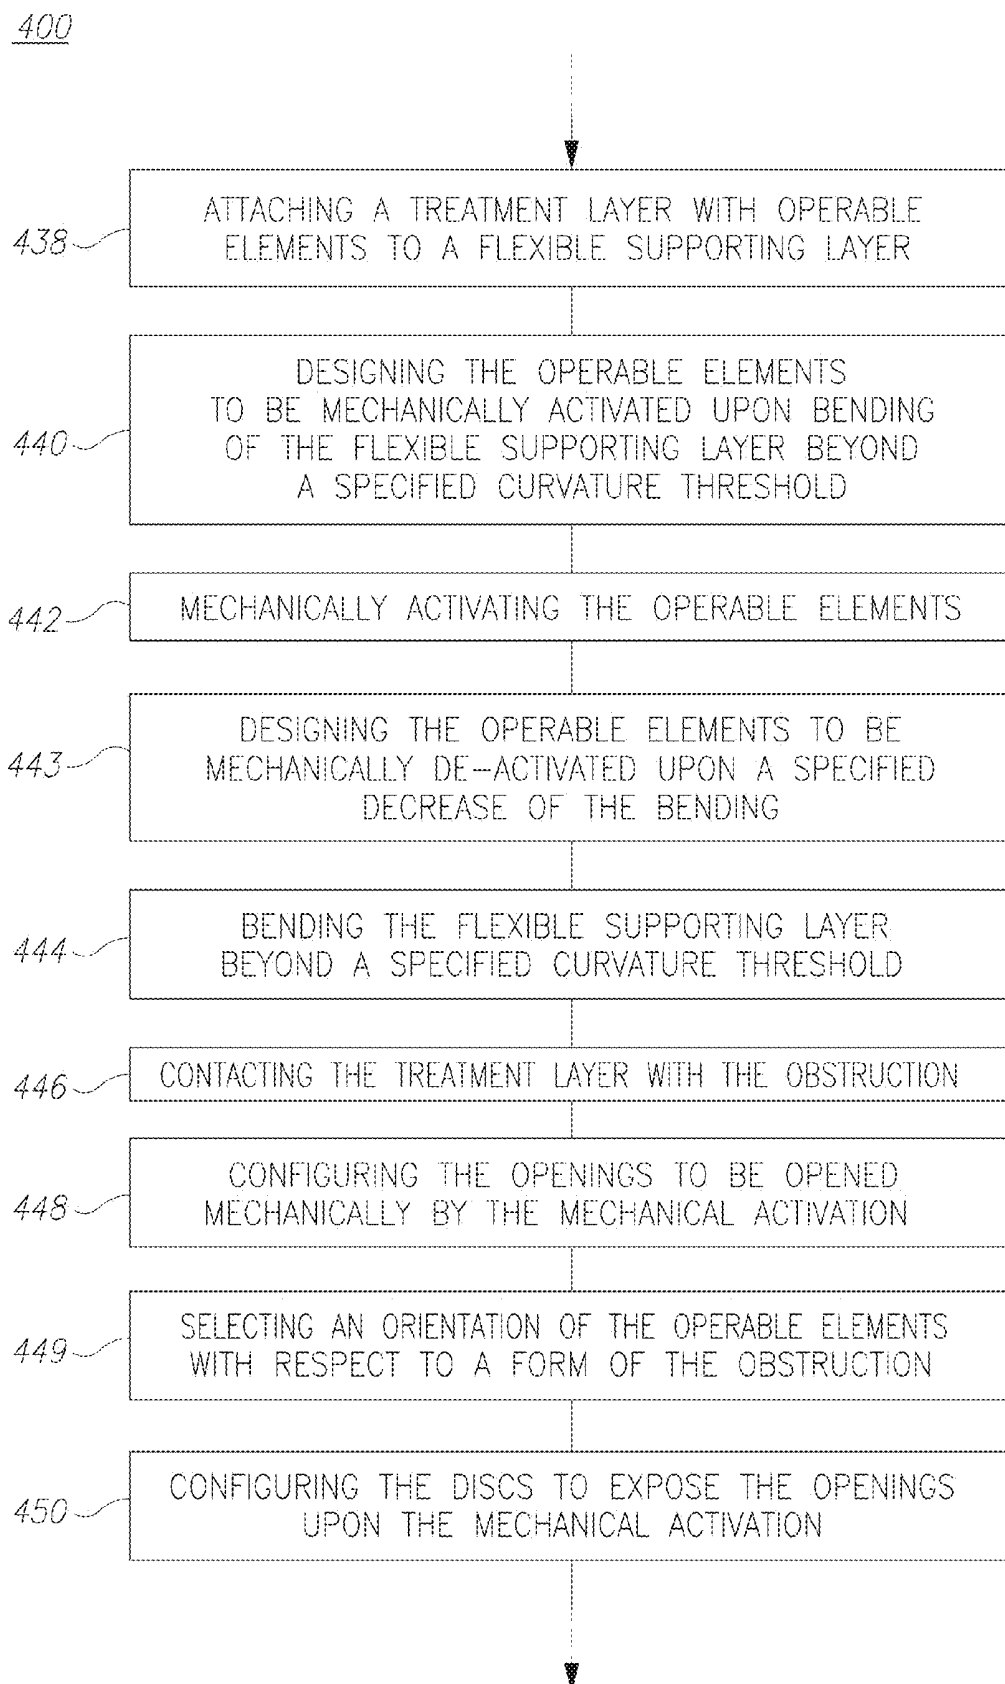 400
438
ATTACHING A TREATMENT LAYER WITH OPERABLE
ELEMENTS TO A FLEXIBLE SUPPORTING LAYER
440
DESIGNING THE OPERABLE ELEMENTS
TO BE MECHANICALLY ACTIVATED UPON BENDING
OF THE FLEXIBLE SUPPORTING LAYER BEYOND
A SPECIFIED CURVATURE THRESHOLD
442
MECHANICALLY ACTIVATING THE OPERABLE ELEMENTS
443
DESIGNING THE OPERABLE ELEMENTS TO BE
MECHANICALLY DE-ACTIVATED UPON A SPECIFIED
DECREASE OF THE BENDING
444
BENDING THE FLEXIBLE SUPPORTING LAYER
BEYOND A SPECIFIED CURVATURE THRESHOLD
446
CONTACTING THE TREATMENT LAYER WITH THE OBSTRUCTION
448
CONFIGURING THE OPENINGS TO BE OPENED
MECHANICALLY BY THE MECHANICAL ACTIVATION
449
SELECTING AN ORIENTATION OF THE OPERABLE ELEMENTS
WITH RESPECT TO A FORM OF THE OBSTRUCTION
450
CONFIGURING THE DISCS TO EXPOSE THE OPENINGS
UPON THE MECHANICAL ACTIVATION